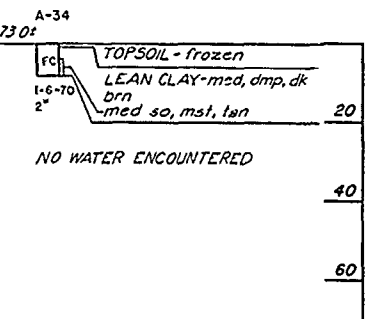 A-34
730±
TOPSOIL - frozen
FC
LEAN CLAY-med, dmp, dk
brn
1-6-70
med so, mst, tan
2"
20
NO WATER ENCOUNTERED
40
60